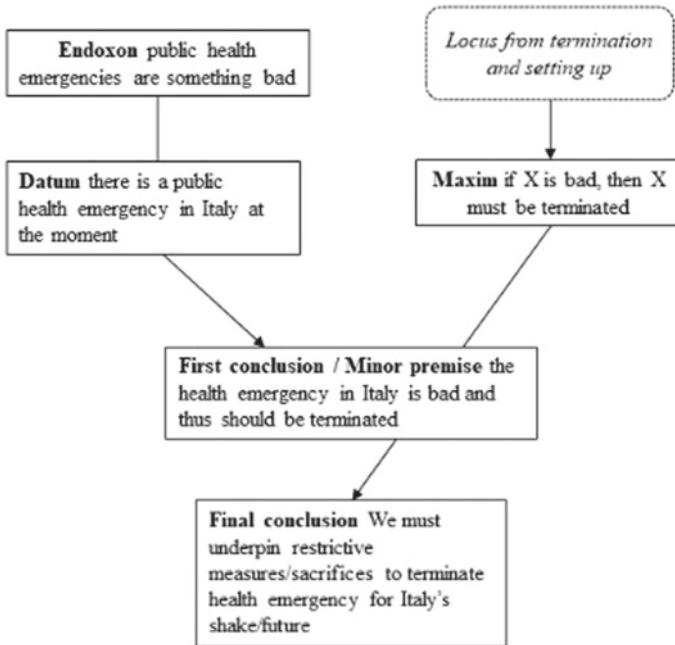 Endoxon public health
emergencies are something bad
Locus from termination
and setting up
Datum there is a public
health emergency in Italy at
the moment
Maxim if X is bad, then X
must be terminated
First conclusion / Minor premise the
health emergency in Italy is bad and
thus should be terminated
Final conclusion We must
underpin restrictive
measures/sacrifices to terminate
health emergency for Italy's
shake/future